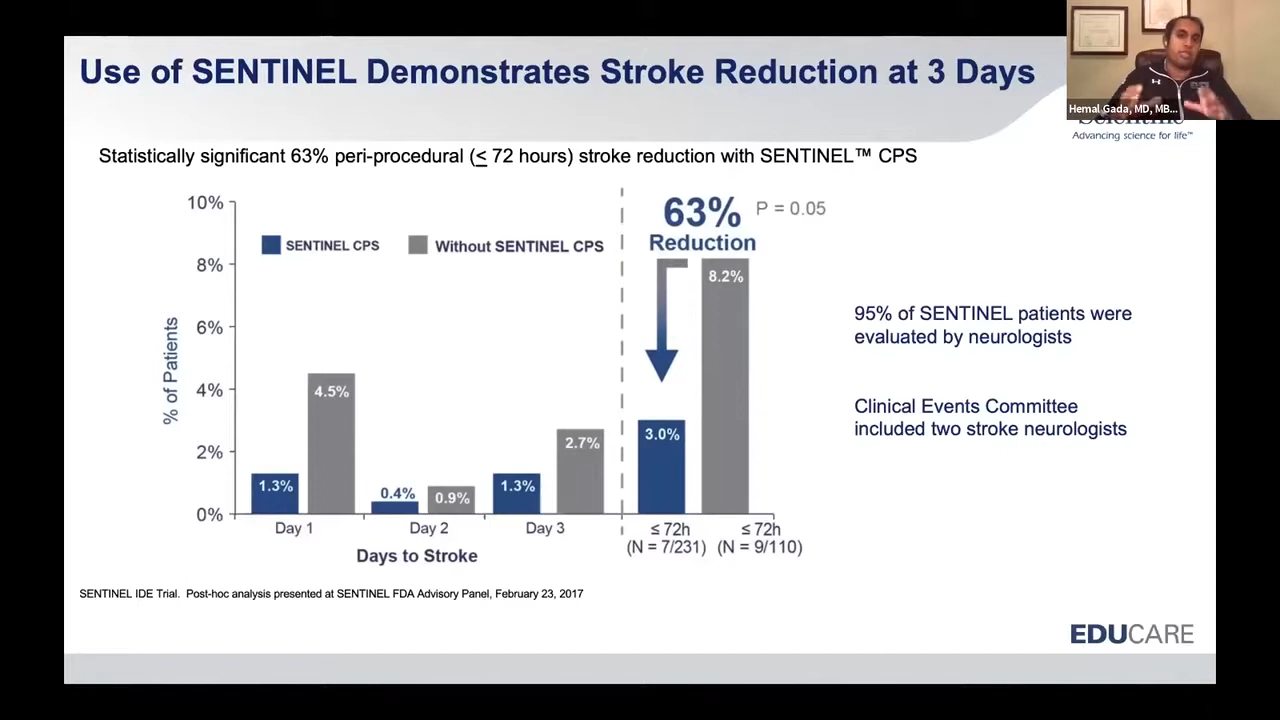 Use of SENTINEL Demonstrates Stroke Reduction at 3 Days
Hemal Gada, MD, MB...
Scientific
Advancing science for life™
Statistically significant 63% peri-procedural (≤ 72 hours) stroke reduction with SENTINEL™ CPS
10%
8%
6%
4%
2%
0%
% of Patients
SENTINEL CPS
Without SENTINEL CPS
63%
P = 0.05
Reduction
1.3%
4.5%
0.4%
0.9%
1.3%
2.7%
3.0%
8.2%
Day 1
Day 2
Day 3
≤ 72h
(N = 7/231)
≤ 72h
(N = 9/110)
Days to Stroke
95% of SENTINEL patients were
evaluated by neurologists
Clinical Events Committee
included two stroke neurologists
SENTINEL IDE Trial. Post-hoc analysis presented at SENTINEL FDA Advisory Panel, February 23, 2017
EDUCARE